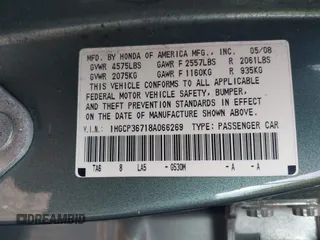 MFD. BY HONDA OF AMERICA MFG., INC. 05/08
GVWR 4575LBS GAWR F 2557LBS R 2061LBS
GVWR 2075KG GAWR F 1160KG R 935KG
THIS VEHICLE CONFORMS TO ALL APPLICABLE
FEDERAL MOTOR VEHICLE SAFETY, BUMPER,
AND THEFT PREVENTION STANDARDS IN EFFECT ON THE
DATE OF MANUFACTURE SHOWN ABOVE.
VIN: 1HGCP36718A066269 TYPE: PASSENGER CAR
TA6 8 LA5 -G530M -A -A
DREAMBID